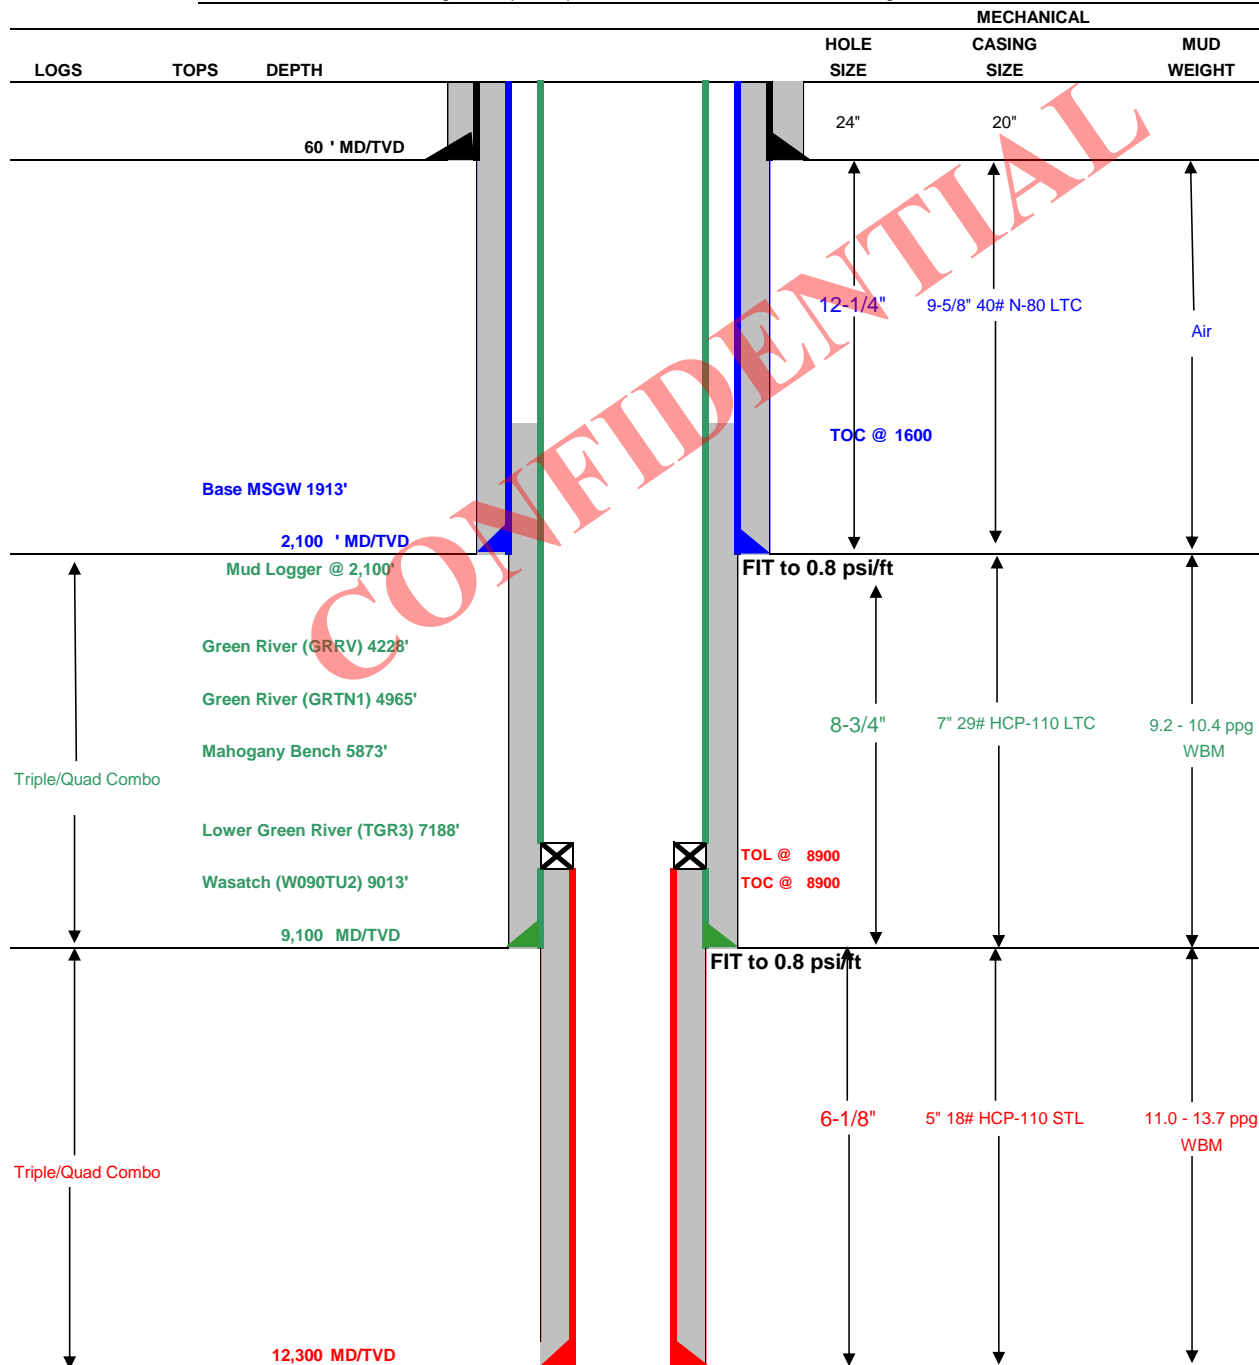 MECHANICAL
HOLE CASING MUD
LOGS TOPS DEPTH SIZE SIZE WEIGHT
24" 20"
60 ' MD/TVD
12-1/4" 9-5/8" 40# N-80 LTC
Air
TOC @ 1600
Base MSGW 1913'
2,100 ' MD/TVD
Mud Logger @ 2,100'
FIT to 0.8 psi/ft
Green River (GRRV) 4228'
Green River (GRTN1) 4965'
8-3/4" 7" 29# HCP-110 LTC 9.2 - 10.4 ppg
Mahogany Bench 5873'
WBM
Triple/Quad Combo
Lower Green River (TGR3) 7188'
TOL @ 8900
Wasatch (W090TU2) 9013'
TOC @ 8900
9,100 MD/TVD
FIT to 0.8 psi/ft
6-1/8" 5" 18# HCP-110 STL 11.0 - 13.7 ppg
WBM
Triple/Quad Combo
12,300 MD/TVD
CONFIDENTIAL